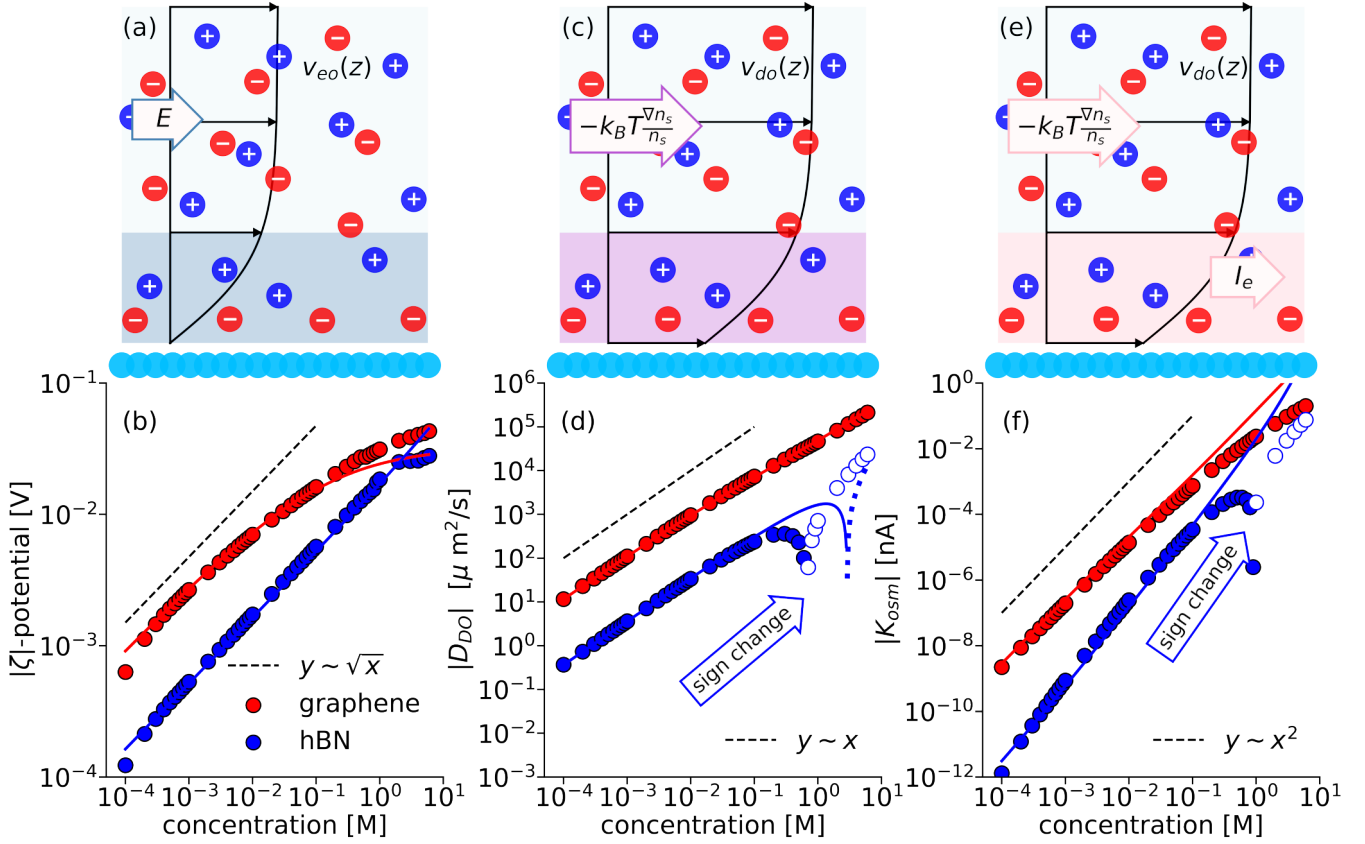 (a)
v_eo(z)
E
(c)
v_do(z)
−k_BT ∇n_s/n_s
(e)
v_do(z)
−k_BT ∇n_s/n_s
I_e
(b)
|ζ|-potential [V]
10^−1
10^−2
10^−3
10^−4
y ~ √x
graphene
hBN
10^−4 10^−3 10^−2 10^−1 10^0 10^1
concentration [M]
(d)
|D_DO| [μ m^2/s]
10^6
10^5
10^4
10^3
10^2
10^1
10^0
10^−1
10^−2
10^−3
sign change
y ~ x
10^−4 10^−3 10^−2 10^−1 10^0 10^1
concentration [M]
(f)
|K_osm| [nA]
10^0
10^−2
10^−4
10^−6
10^−8
10^−10
10^−12
sign change
y ~ x^2
10^−4 10^−3 10^−2 10^−1 10^0 10^1
concentration [M]